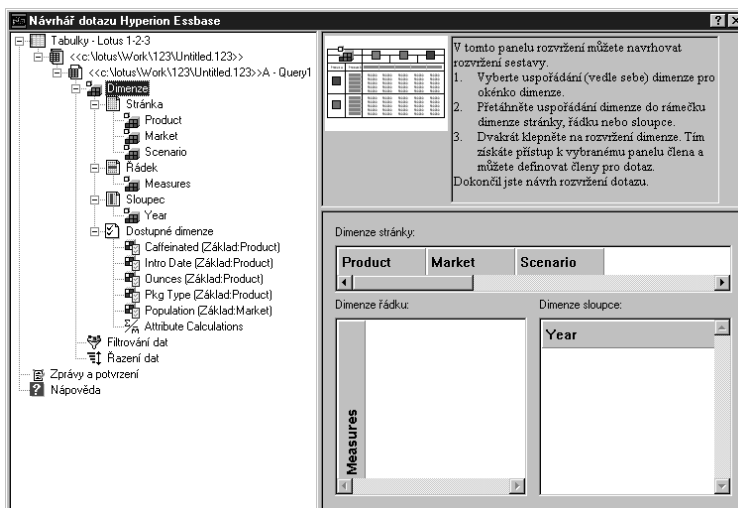 Návrhář dotazu Hyperion Essbase
Tabulky - Lotus 1-2-3
<<c:\lotus\Work\123\Untitled.123>>
<<c:\lotus\Work\123\Untitled.123>>A - Query1
Dimenze
Stránka
Product
Market
Scenario
Řádek
Measures
Sloupec
Year
Dostupné dimenze
Caffeinated (Základ:Product)
Intro Date (Základ:Product)
Ounces (Základ:Product)
Pkg Type (Základ:Product)
Population (Základ:Market)
Attribute Calculations
Filtrování dat
Řazení dat
Zprávy a potvrzení
Nápověda
V tomto panelu rozvržení můžete navrhovat
rozvržení sestavy.
1. Vyberte uspořádání (vedle sebe) dimenze pro
okénko dimenze.
2. Přetáhněte uspořádání dimenze do rámečku
dimenze stránky, řádku nebo sloupce.
3. Dvakrát klepněte na rozvržení dimenze. Tím
získáte přístup k vybranému panelu člena a
můžete definovat členy pro dotaz.
Dokončil jste návrh rozvržení dotazu.
Dimenze stránky:
Product Market Scenario
Dimenze řádku:
Measures
Dimenze sloupce:
Year